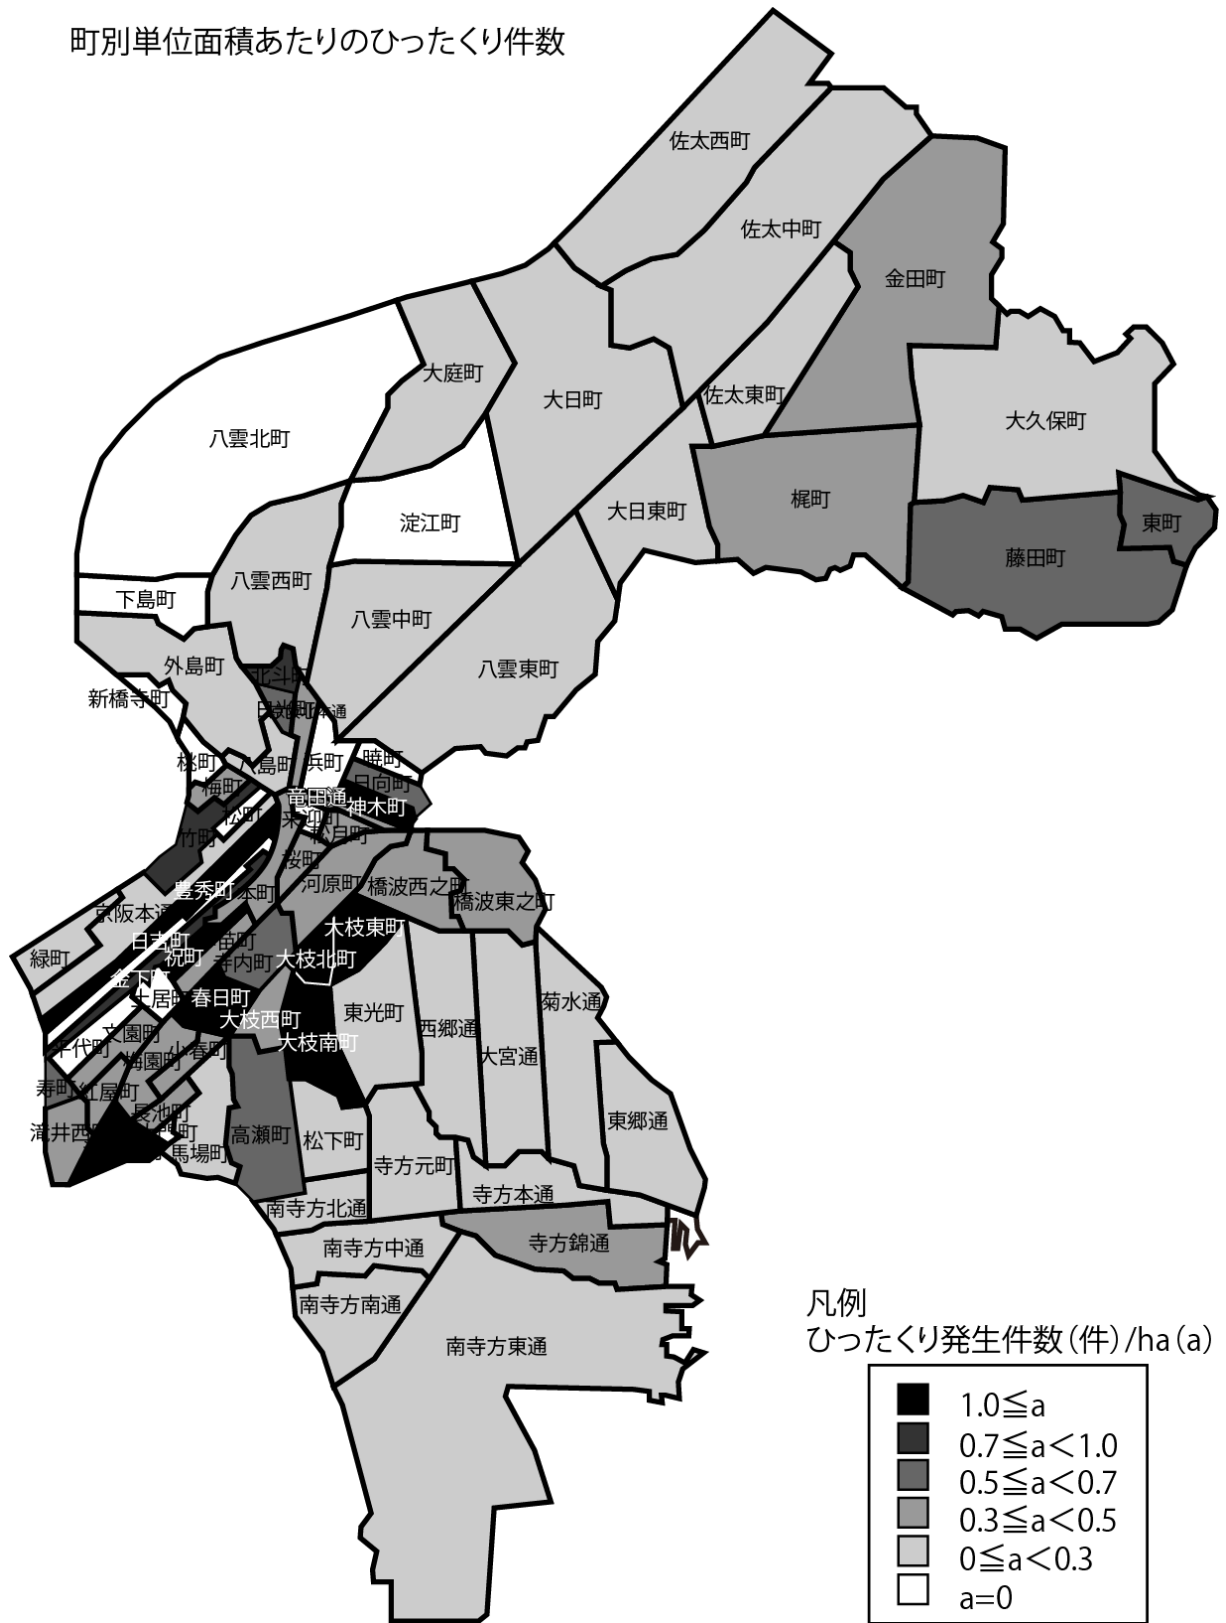 町別単位面積あたりのひったくり件数
佐太西町
佐太中町
金田町
大庭町
大日町
佐太東町
大久保町
八雲北町
淀江町
大日東町
梶町
東町
藤田町
八雲西町
下島町
八雲中町
外島町
八雲東町
北斗町
新橋寺町
桃町
八島町
浜町
暁町
日向町
梅町
竜田通
神木町
松町
来迎町
松月町
竹町
桜町
河原町
橋波西之町
橋波東之町
豊秀町
本町
京阪本通
大枝東町
日吉町
祝町
寺内町
大枝北町
緑町
金下町
土居町
春日町
大枝西町
東光町
西郷通
菊水通
文園町
大枝南町
大宮通
千代町
梅園町
小春町
寿町
紅屋町
長池町
東郷通
滝井西町
馬場町
高瀬町
松下町
寺方元町
寺方本通
南寺方北通
南寺方中通
寺方錦通
南寺方南通
南寺方東通
凡例
ひったくり発生件数(件)/ha(a)
1.0≦a
0.7≦a<1.0
0.5≦a<0.7
0.3≦a<0.5
0≦a<0.3
a=0